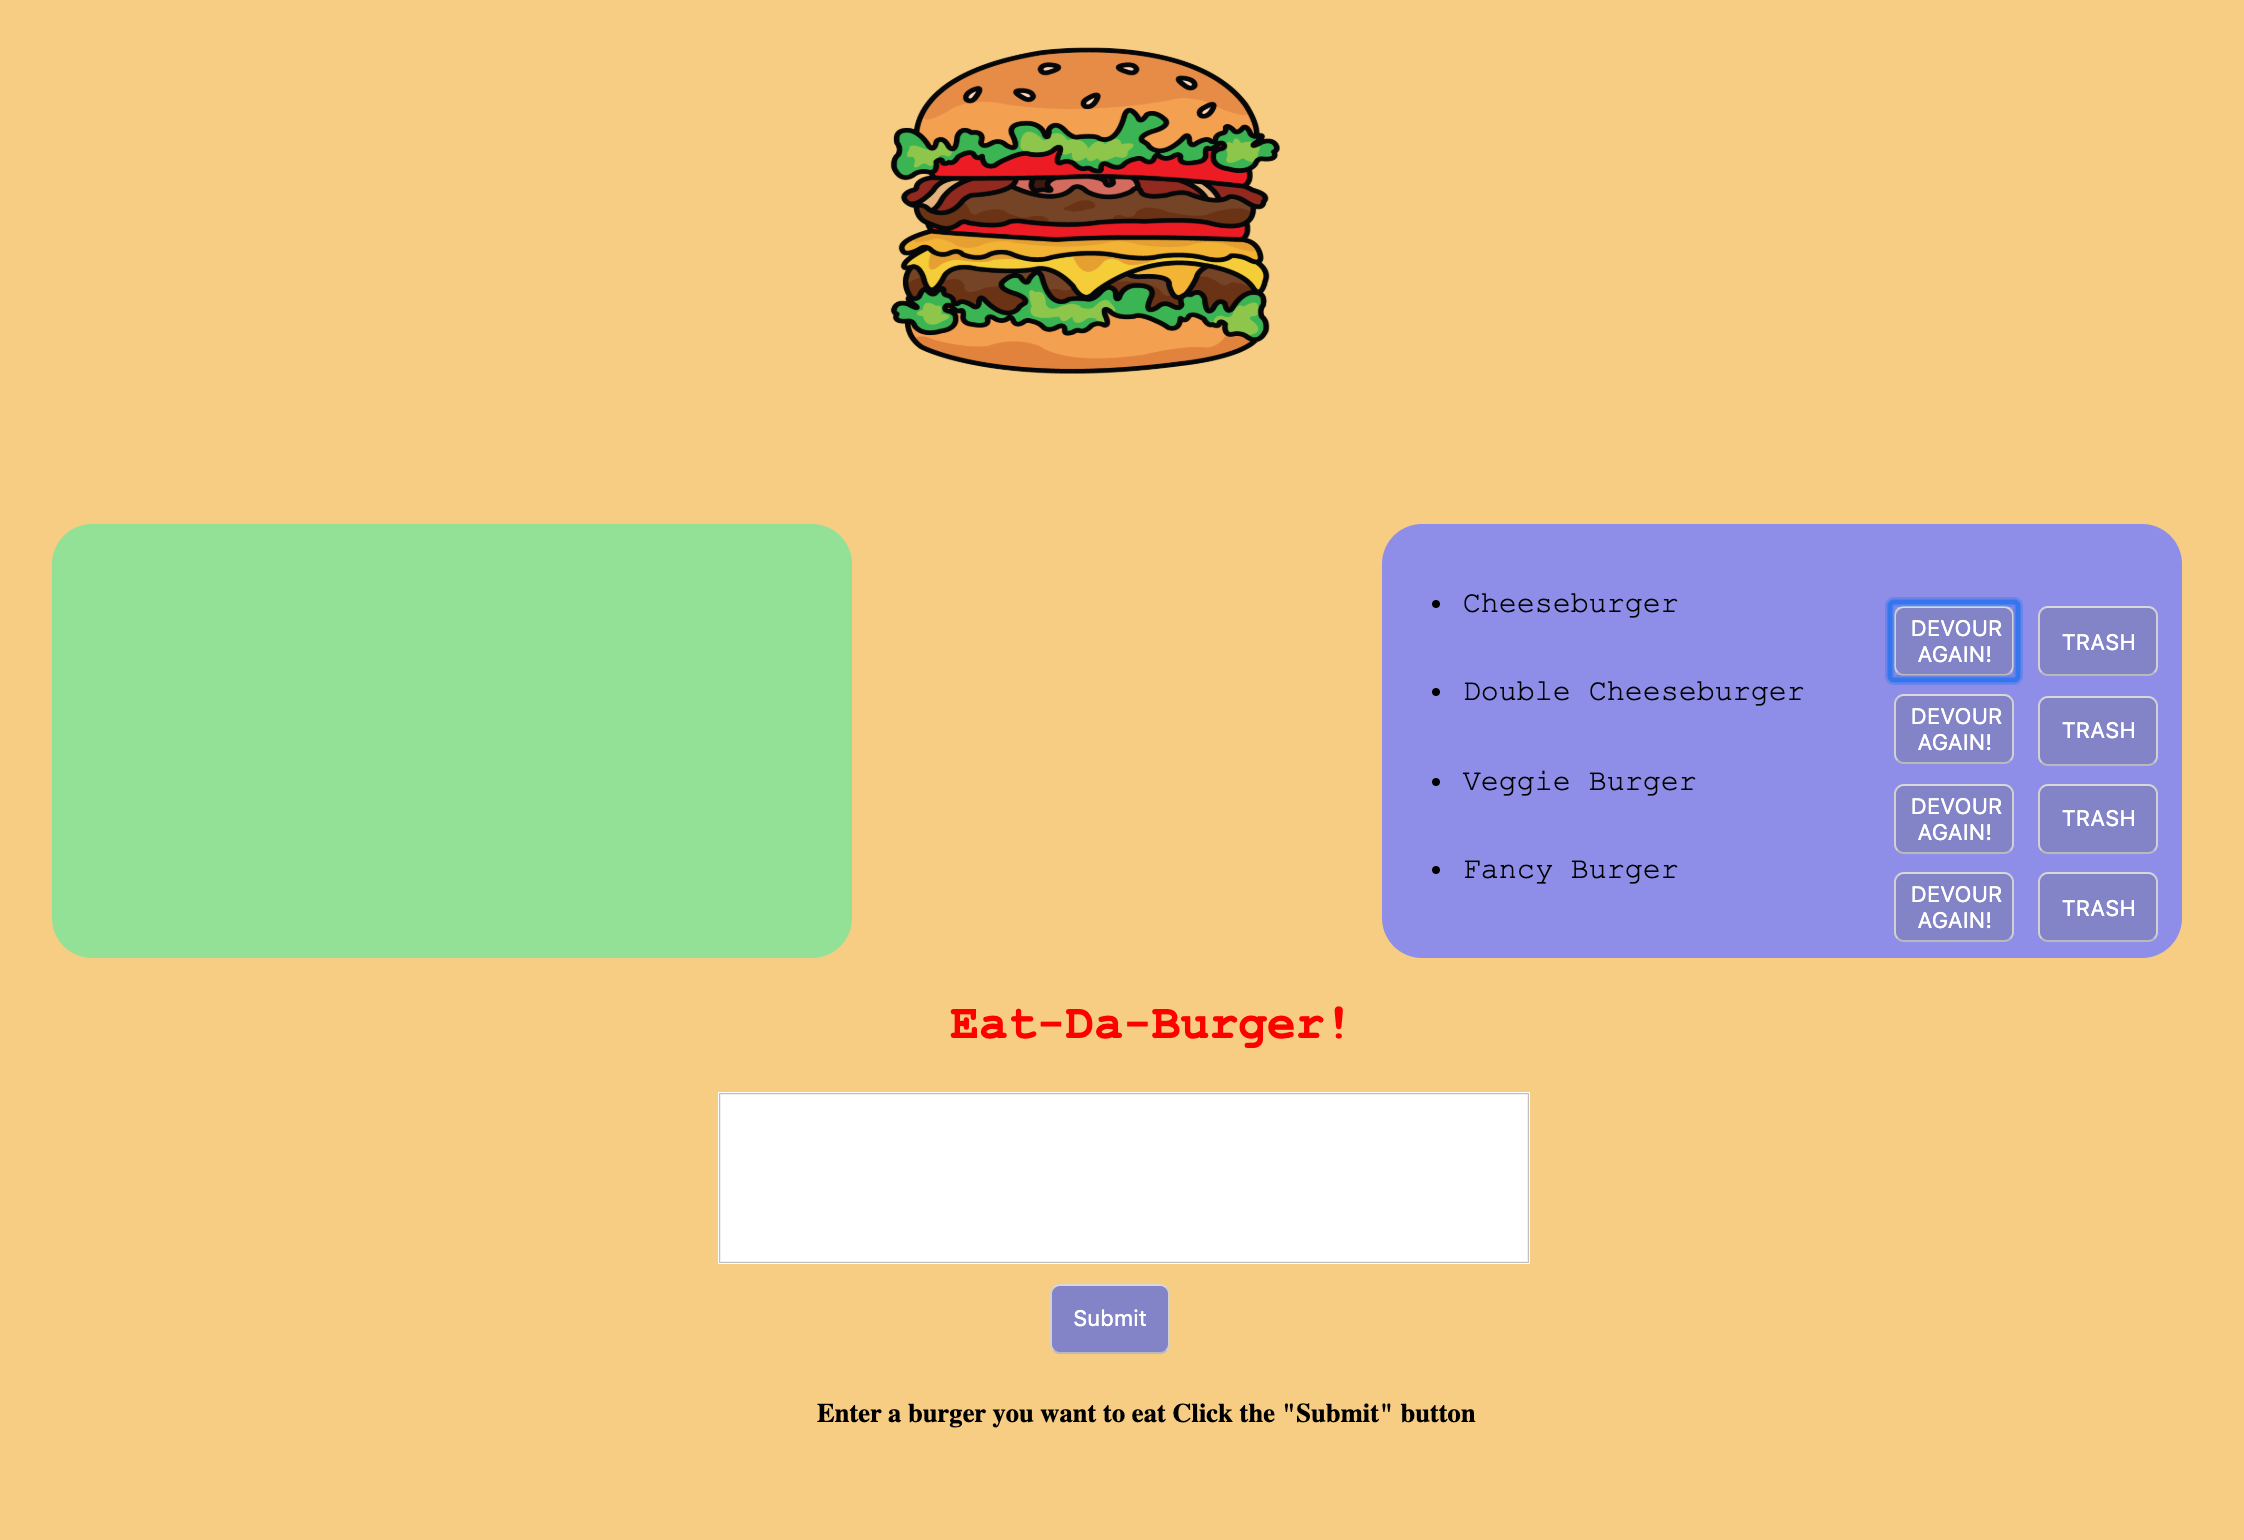 Cheeseburger
DEVOUR
AGAIN!
TRASH
Double Cheeseburger
DEVOUR
AGAIN!
TRASH
Veggie Burger
DEVOUR
AGAIN!
TRASH
Fancy Burger
DEVOUR
AGAIN!
TRASH
Eat-Da-Burger!
Submit
Enter a burger you want to eat Click the "Submit" button